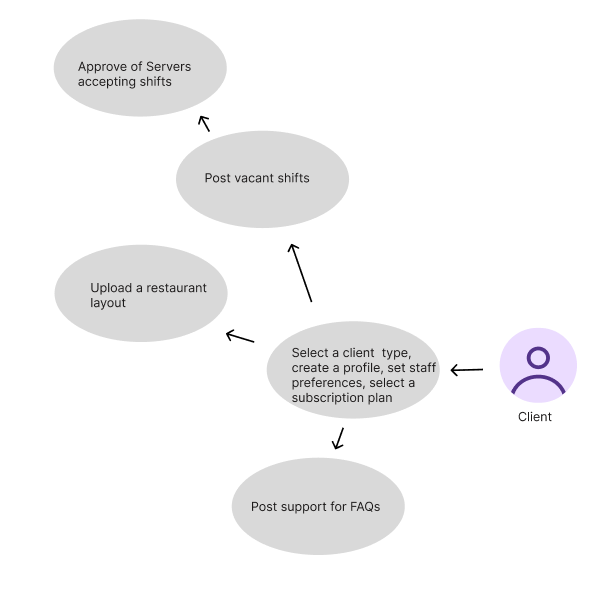 Approve of Servers
accepting shifts
Post vacant shifts
Upload a restaurant
layout
Select a client type,
create a profile, set staff
preferences, select a
subscription plan
Client
Post support for FAQs